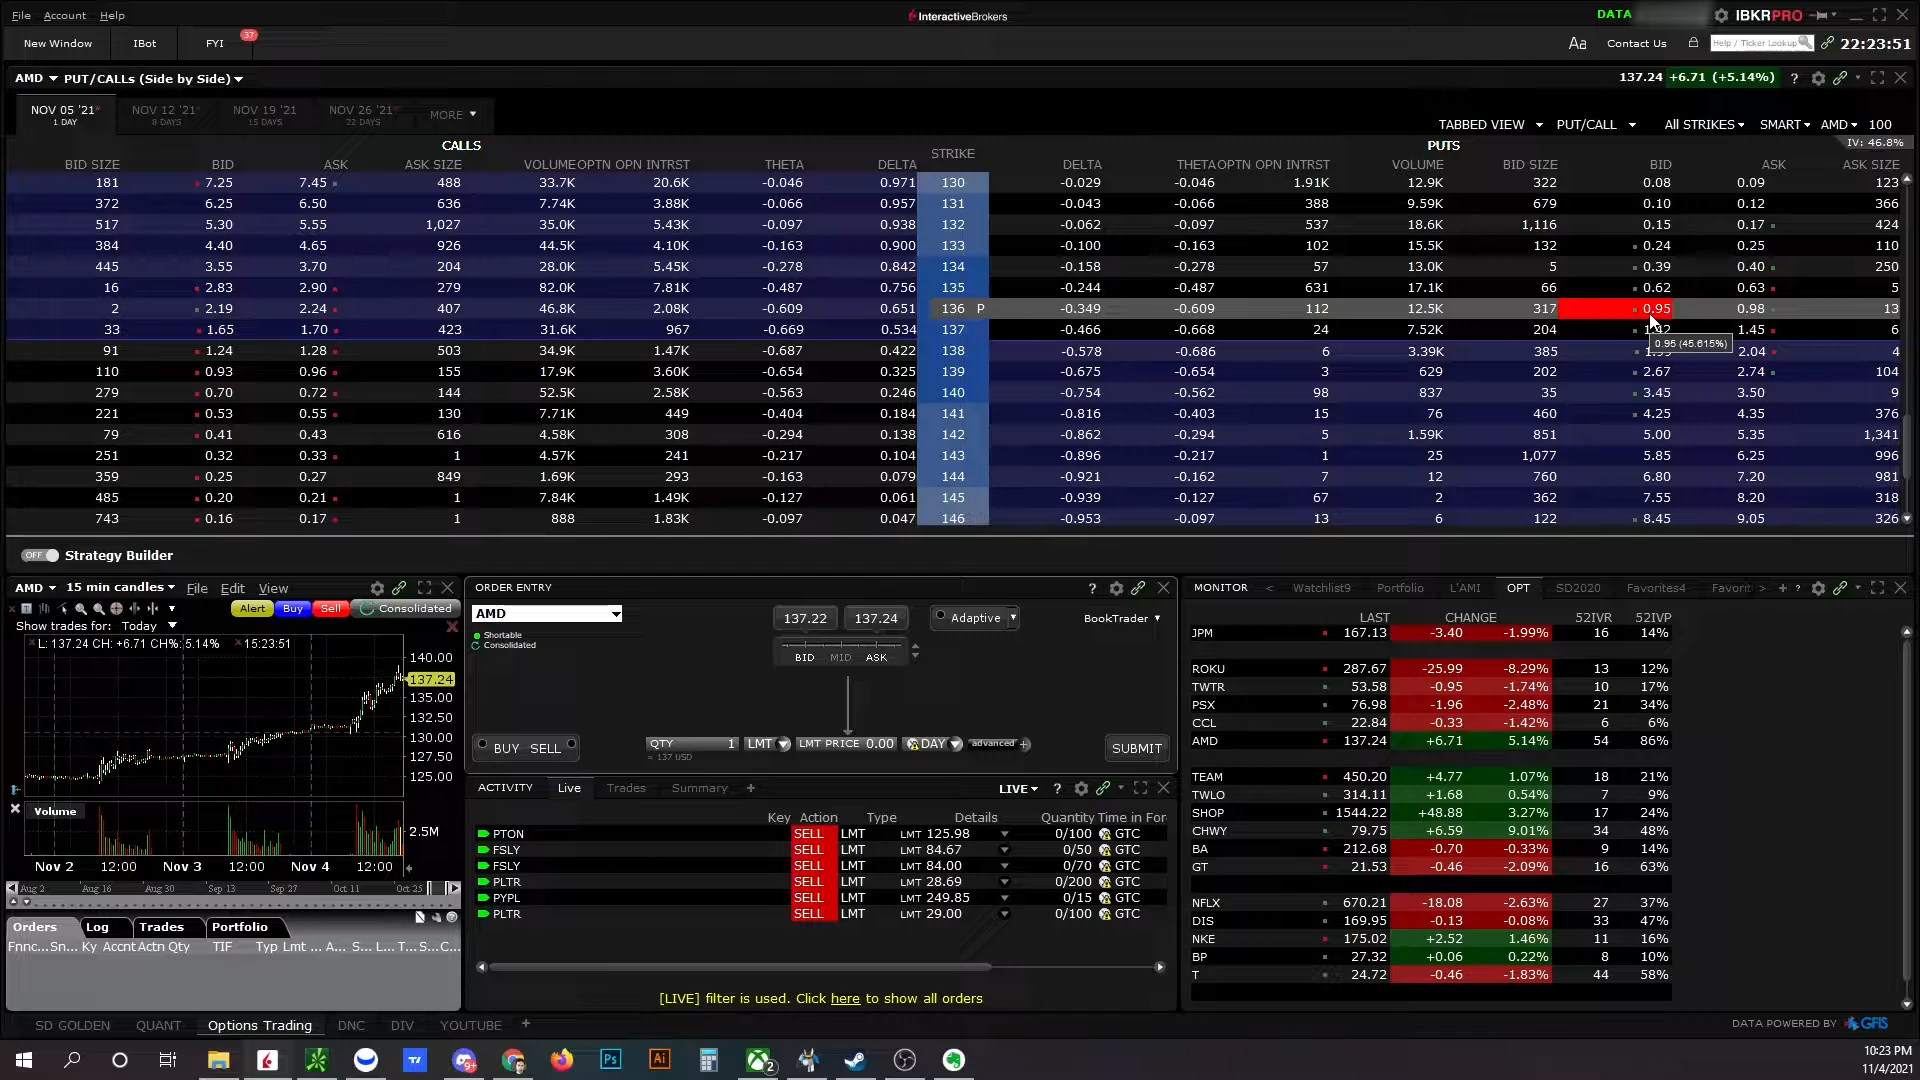 File Account Help InteractiveBrokers DATA IBKRPRO
New Window IBot FYI 37 Aa Contact Us Help / Ticker Lookup 22:23:51
AMD PUT/CALLs (Side by Side) 137.24 +6.71 (+5.14%) ?
NOV 05 '21 NOV 12 '21 NOV 19 '21 NOV 26 '21 MORE
1 DAY 8 DAYS 15 DAYS 22 DAYS
TABBED VIEW PUT/CALL All STRIKES SMART AMD 100
CALLS PUTS IV: 46.8%
BID SIZE BID ASK ASK SIZE VOLUME OPTN OPN INTRST THETA DELTA STRIKE DELTA THETA OPTN OPN INTRST VOLUME BID SIZE BID ASK ASK SIZE
181 7.25 7.45 488 33.7K 20.6K -0.046 0.971 130 -0.029 -0.046 1.91K 12.9K 322 0.08 0.09 123
372 6.25 6.50 636 7.74K 3.88K -0.066 0.957 131 -0.043 -0.066 388 9.59K 679 0.10 0.12 366
517 5.30 5.55 1,027 35.0K 5.43K -0.097 0.938 132 -0.062 -0.097 537 18.6K 1,116 0.15 0.17 424
384 4.40 4.65 926 44.5K 4.10K -0.163 0.900 133 -0.100 -0.163 102 15.5K 132 0.24 0.25 110
445 3.55 3.70 204 28.0K 5.45K -0.278 0.842 134 -0.158 -0.278 57 13.0K 5 0.39 0.40 250
16 2.83 2.90 279 82.0K 7.81K -0.487 0.756 135 -0.244 -0.487 631 17.1K 66 0.62 0.63 5
2 2.19 2.24 407 46.8K 2.08K -0.609 0.651 136 P -0.349 -0.609 112 12.5K 317 0.95 0.98 13
33 1.65 1.70 423 31.6K 967 -0.669 0.534 137 -0.466 -0.668 24 7.52K 204 1.45 6
0.95 (45.615%)
91 1.24 1.28 503 34.9K 1.47K -0.687 0.422 138 -0.578 -0.686 6 3.39K 385 2.04 4
110 0.93 0.96 155 17.9K 3.60K -0.654 0.325 139 -0.675 -0.654 3 629 202 2.67 2.74 104
279 0.70 0.72 144 52.5K 2.58K -0.563 0.246 140 -0.754 -0.562 98 837 35 3.45 3.50 9
221 0.53 0.55 130 7.71K 449 -0.404 0.184 141 -0.816 -0.403 15 76 460 4.25 4.35 376
79 0.41 0.43 616 4.58K 308 -0.294 0.138 142 -0.862 -0.294 5 1.59K 851 5.00 5.35 1,341
251 0.32 0.33 1 4.57K 241 -0.217 0.104 143 -0.896 -0.217 1 25 1,077 5.85 6.25 996
359 0.25 0.27 849 1.69K 293 -0.163 0.079 144 -0.921 -0.162 7 12 760 6.80 7.20 981
485 0.20 0.21 1 7.84K 1.49K -0.127 0.061 145 -0.939 -0.127 67 2 362 7.55 8.20 318
743 0.16 0.17 1 888 1.83K -0.097 0.047 146 -0.953 -0.097 13 6 122 8.45 9.05 326
OFF Strategy Builder
AMD 15 min candles File Edit View
Alert Buy Sell Consolidated
Show trades for: Today
L: 137.24 CH: +6.71 CH%: 5.14% 15:23:51
140.00
137.24
135.00
132.50
130.00
127.50
125.00
Volume
2.5M
Nov 2 12:00 Nov 3 12:00 Nov 4 12:00
Aug 2 Aug 16 Aug 30 Sep 13 Sep 27 Oct 11 Oct 25
Orders Log Trades Portfolio
Fnnc... Sn... Ky Accnt Actn Qty TIF Typ Lmt ... A... S... L... T... S... C...
ORDER ENTRY ?
AMD 137.22 137.24 Adaptive BookTrader
Shortable
Consolidated
BID MID ASK
BUY SELL QTY 1 LMT LMT PRICE 0.00 DAY advanced + SUBMIT
= 137 USD
ACTIVITY Live Trades Summary + LIVE ?
Key Action Type Details Quantity Time in For
PTON SELL LMT LMT 125.98 0/100 GTC
FSLY SELL LMT LMT 84.67 0/50 GTC
FSLY SELL LMT LMT 84.00 0/70 GTC
PLTR SELL LMT LMT 28.69 0/200 GTC
PYPL SELL LMT LMT 249.85 0/15 GTC
PLTR SELL LMT LMT 29.00 0/100 GTC
[LIVE] filter is used. Click here to show all orders
MONITOR < Watchlist9 Portfolio L'AMI OPT SD2020 Favorites4 Favorit > + ?
LAST CHANGE 52IVR 52IVP
JPM 167.13 -3.40 -1.99% 16 14%
ROKU 287.67 -25.99 -8.29% 13 12%
TWTR 53.58 -0.95 -1.74% 10 17%
PSX 76.98 -1.96 -2.48% 21 34%
CCL 22.84 -0.33 -1.42% 6 6%
AMD 137.24 +6.71 5.14% 54 86%
TEAM 450.20 +4.77 1.07% 18 21%
TWLO 314.11 +1.68 0.54% 7 9%
SHOP 1544.22 +48.88 3.27% 17 24%
CHWY 79.75 +6.59 9.01% 34 48%
BA 212.68 -0.70 -0.33% 9 14%
GT 21.53 -0.46 -2.09% 16 63%
NFLX 670.21 -18.08 -2.63% 27 37%
DIS 169.95 -0.13 -0.08% 33 47%
NKE 175.02 +2.52 1.46% 11 16%
BP 27.32 +0.06 0.22% 8 10%
T 24.72 -0.46 -1.83% 44 58%
SD GOLDEN QUANT Options Trading DNC DIV YOUTUBE + DATA POWERED BY GFIS
9+ Ps Ai 2
10:23 PM
11/4/2021